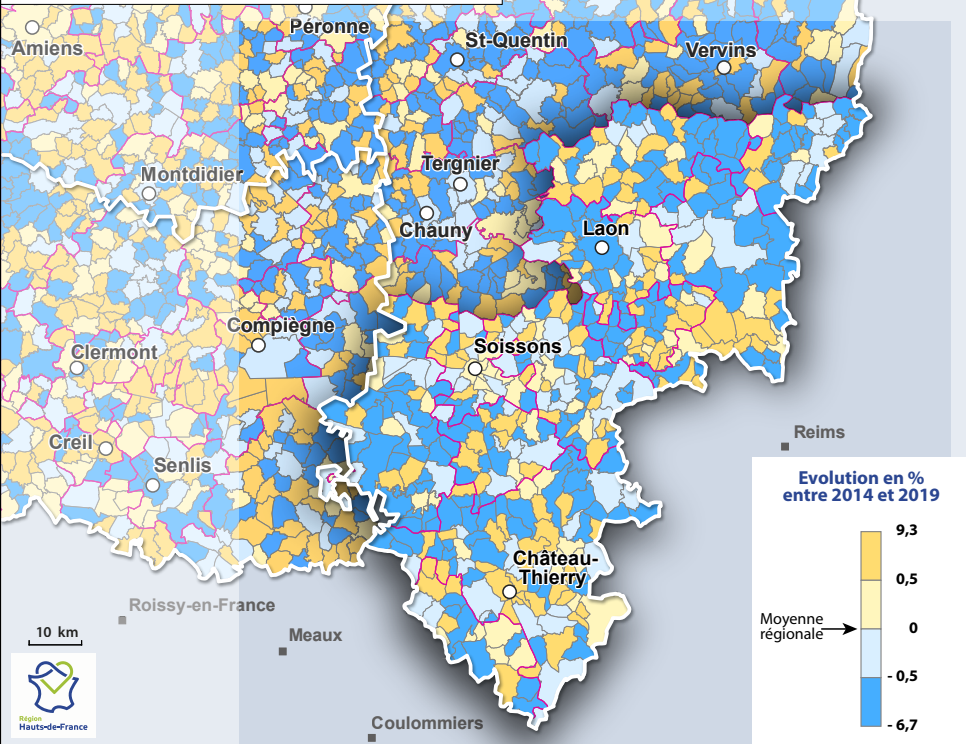 Péronne
Amiens
St-Quentin
Vervins
Tergnier
Montdidier
Chauny
Laon
Compiègne
Soissons
Clermont
Reims
Creil
Senlis
Evolution en %
entre 2014 et 2019
9,3
0,5
Moyenne
régionale
0
- 0,5
- 6,7
Château-
Thierry
Roissy-en-France
10 km
Meaux
Région
Hauts-de-France
Coulommiers